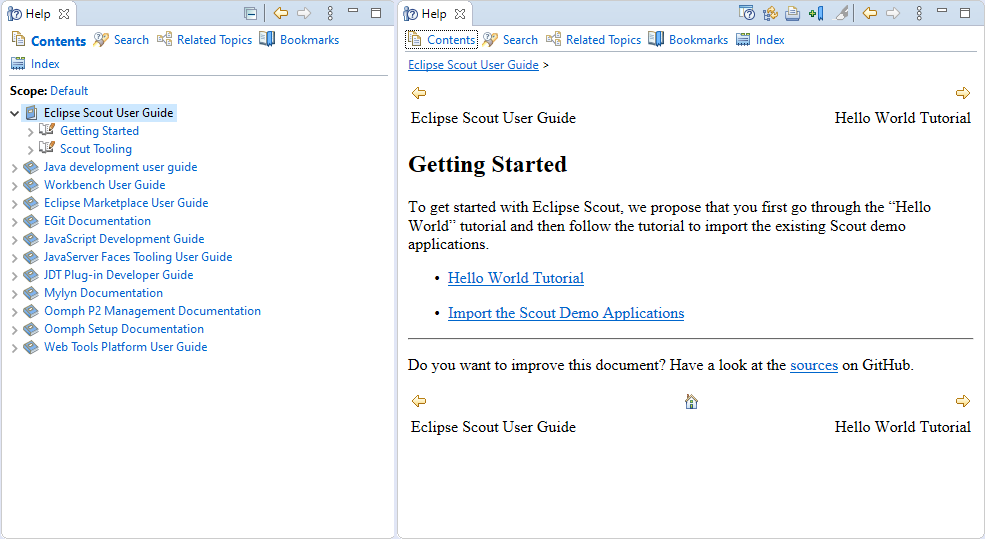 Help
Contents Search Related Topics Bookmarks
Index
Scope: Default
Eclipse Scout User Guide
Getting Started
Scout Tooling
Java development user guide
Workbench User Guide
Eclipse Marketplace User Guide
EGit Documentation
JavaScript Development Guide
JavaServer Faces Tooling User Guide
JDT Plug-in Developer Guide
Mylyn Documentation
Oomph P2 Management Documentation
Oomph Setup Documentation
Web Tools Platform User Guide
Help
Contents Search Related Topics Bookmarks Index
Eclipse Scout User Guide >
Eclipse Scout User Guide Hello World Tutorial
Getting Started
To get started with Eclipse Scout, we propose that you first go through the “Hello
World” tutorial and then follow the tutorial to import the existing Scout demo
applications.
• Hello World Tutorial
• Import the Scout Demo Applications
Do you want to improve this document? Have a look at the sources on GitHub.
Eclipse Scout User Guide Hello World Tutorial